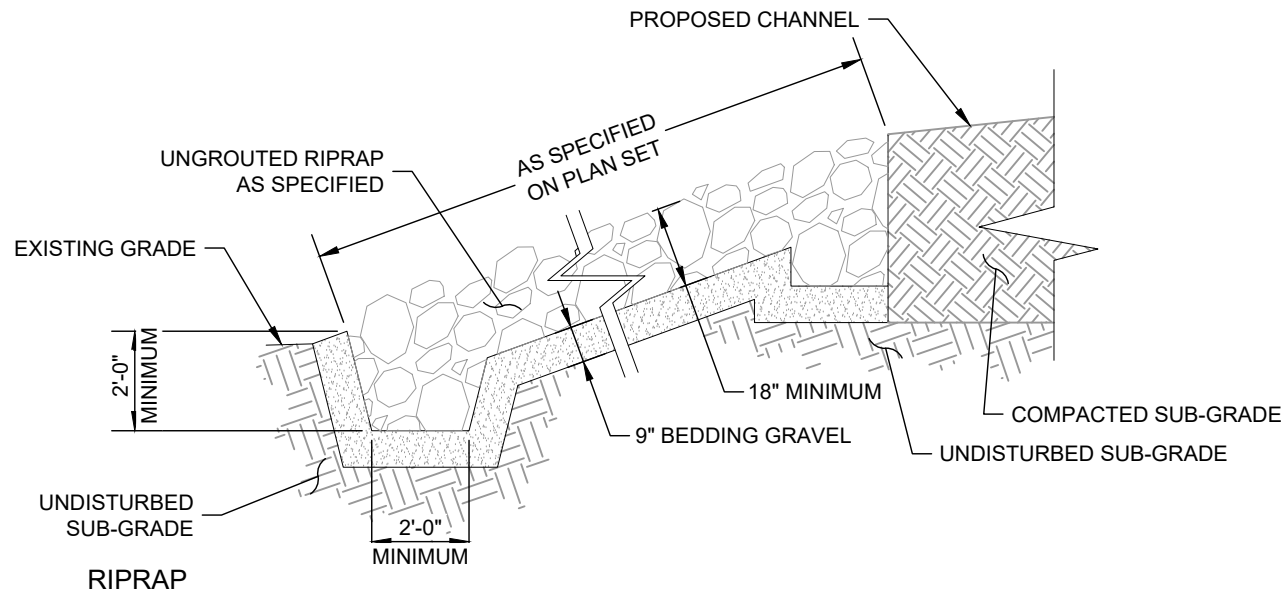 PROPOSED CHANNEL
AS SPECIFIED
ON PLAN SET
UNGROUTED RIPRAP
AS SPECIFIED
EXISTING GRADE
2'-0"
MINIMUM
18" MINIMUM
9" BEDDING GRAVEL
COMPACTED SUB-GRADE
UNDISTURBED SUB-GRADE
UNDISTURBED
SUB-GRADE
2'-0"
MINIMUM
RIPRAP